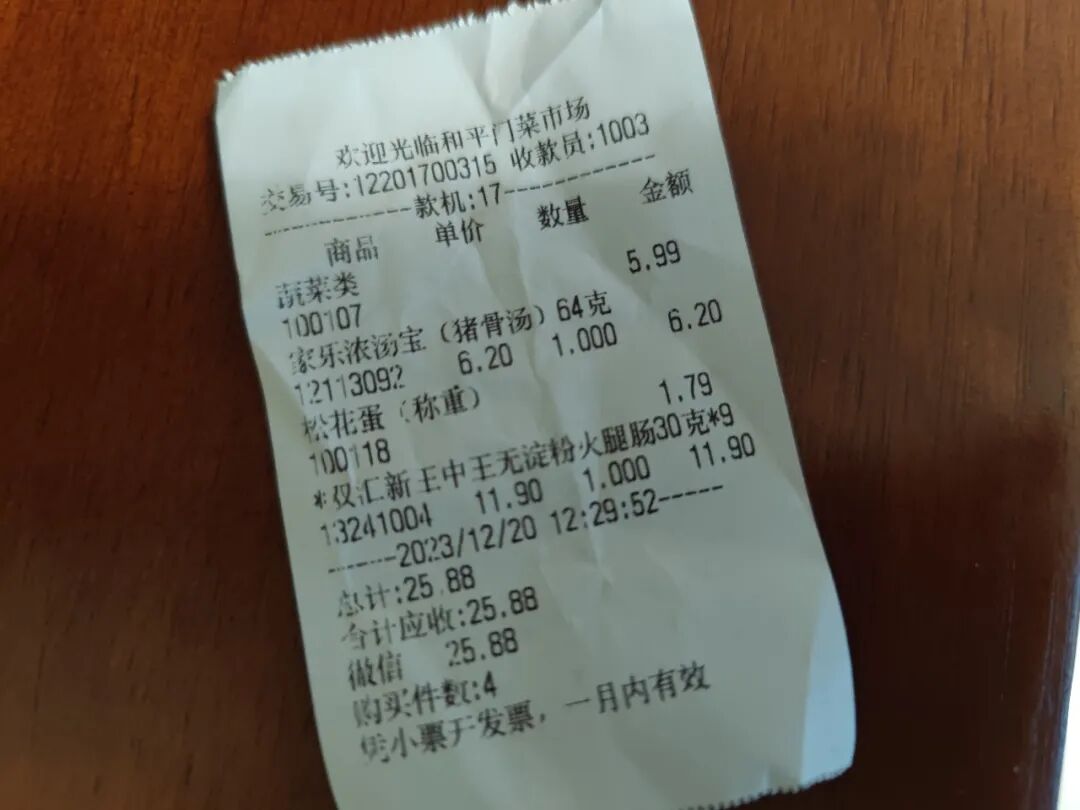 欢迎光临和平门菜市场
交易号:12201700315 收款员:1003
----------款机:17----------
商品 单价 数量 金额
蔬菜类
100107 5.99
家乐浓汤宝（猪骨汤）64克
12113092 6.20 1.000 6.20
松花蛋（称重）
100118 1.79
*双汇新王中王无淀粉火腿肠30克*9
13241004 11.90 1.000 11.90
-----2023/12/20 12:29:52-----
总计:25.88
合计应收:25.88
微信 25.88
购买件数:4
凭小票开发票，一月内有效